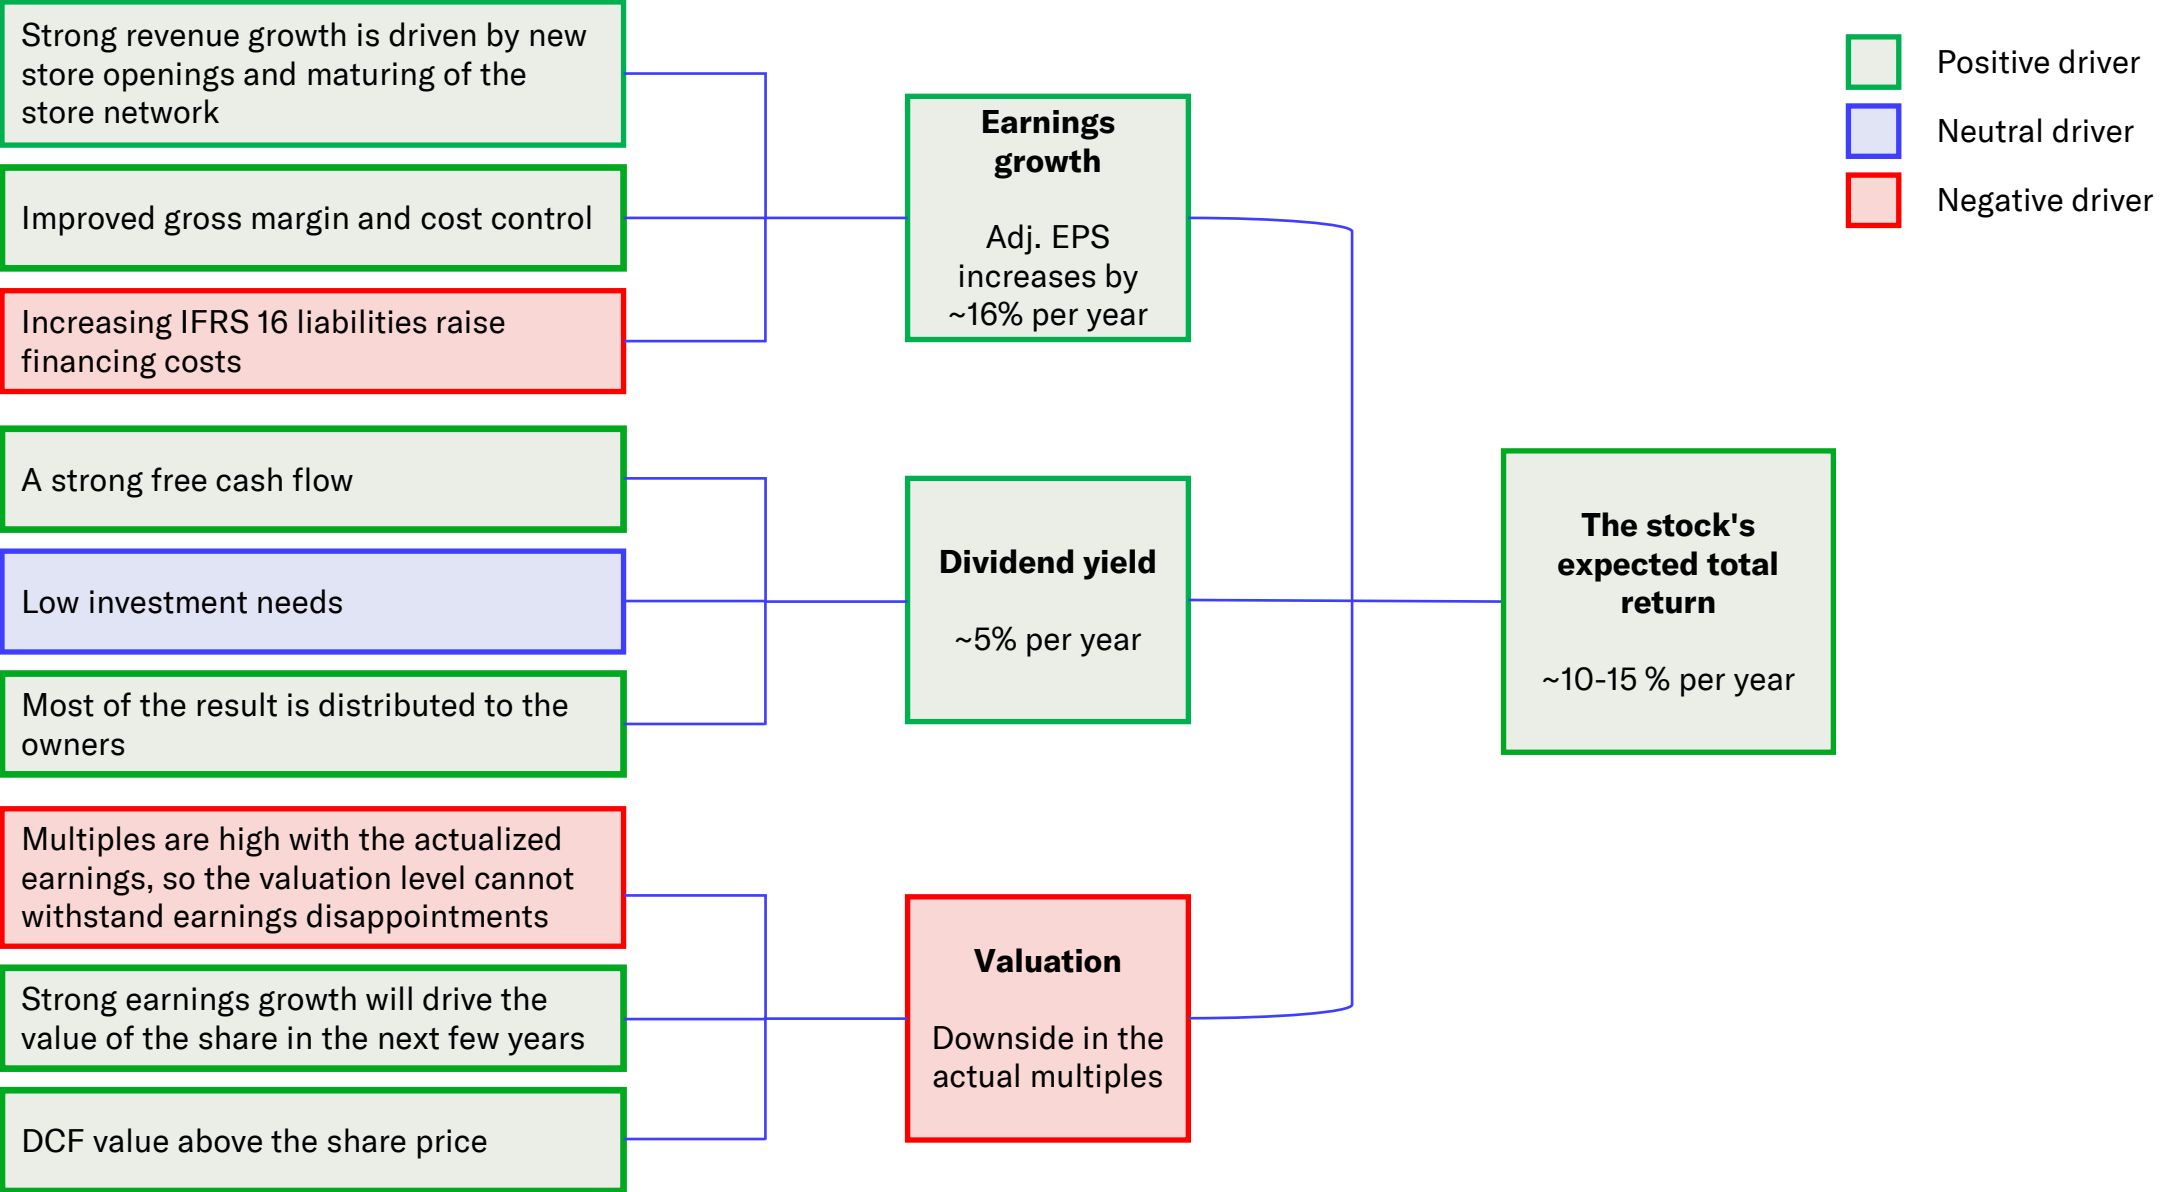 Strong revenue growth is driven by new
store openings and maturing of the
store network
Improved gross margin and cost control
Increasing IFRS 16 liabilities raise
financing costs
A strong free cash flow
Low investment needs
Most of the result is distributed to the
owners
Multiples are high with the actualized
earnings, so the valuation level cannot
withstand earnings disappointments
Strong earnings growth will drive the
value of the share in the next few years
DCF value above the share price
Earnings
growth
Adj. EPS
increases by
~16% per year
Dividend yield
~5% per year
Valuation
Downside in the
actual multiples
The stock's
expected total
return
~10-15 % per year
Positive driver
Neutral driver
Negative driver